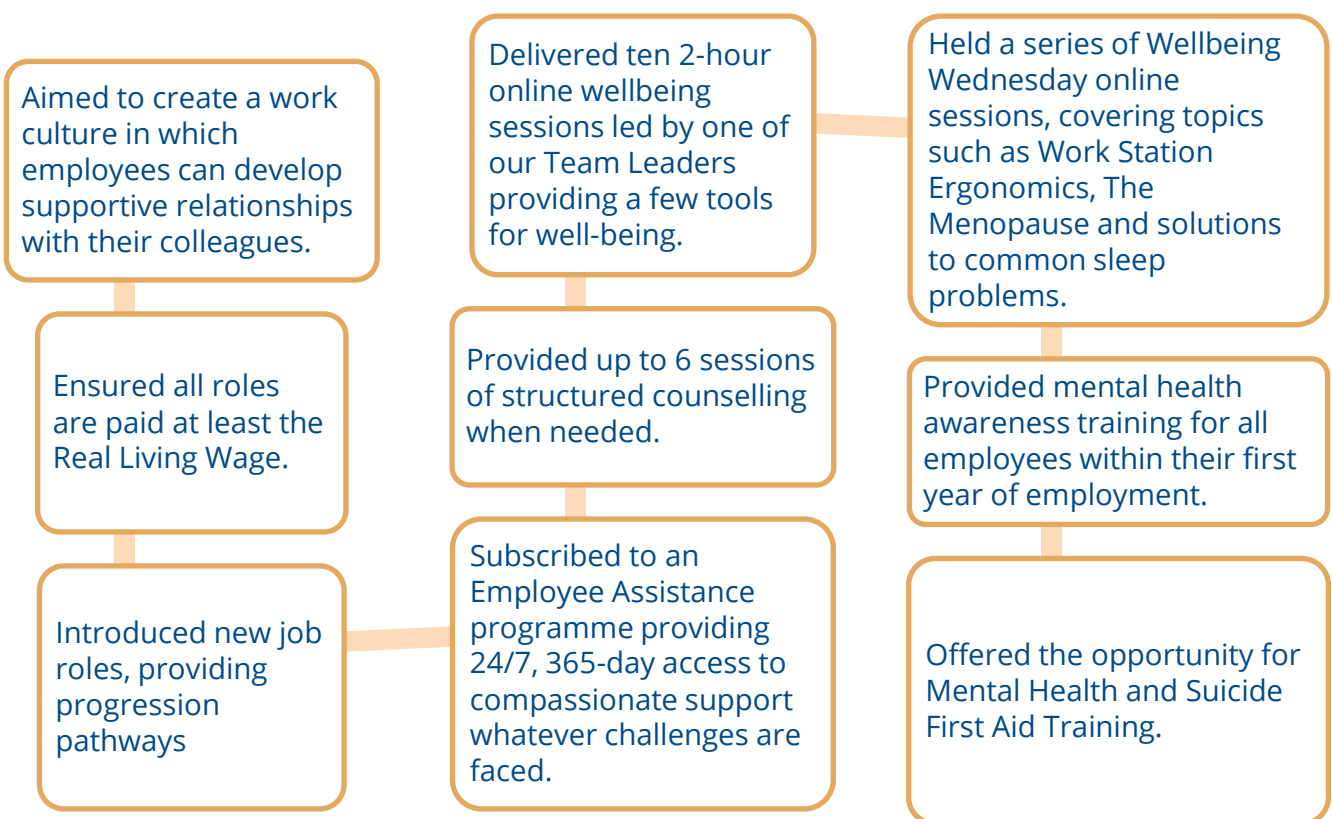 Aimed to create a work
culture in which
employees can develop
supportive relationships
with their colleagues.
Ensured all roles
are paid at least the
Real Living Wage.
Introduced new job
roles, providing
progression
pathways
Subscribed to an
Employee Assistance
programme providing
24/7, 365-day access to
compassionate support
whatever challenges are
faced.
Provided up to 6 sessions
of structured counselling
when needed.
Delivered ten 2-hour
online wellbeing
sessions led by one of
our Team Leaders
providing a few tools
for well-being.
Held a series of Wellbeing
Wednesday online
sessions, covering topics
such as Work Station
Ergonomics, The
Menopause and solutions
to common sleep
problems.
Provided mental health
awareness training for all
employees within their first
year of employment.
Offered the opportunity for
Mental Health and Suicide
First Aid Training.